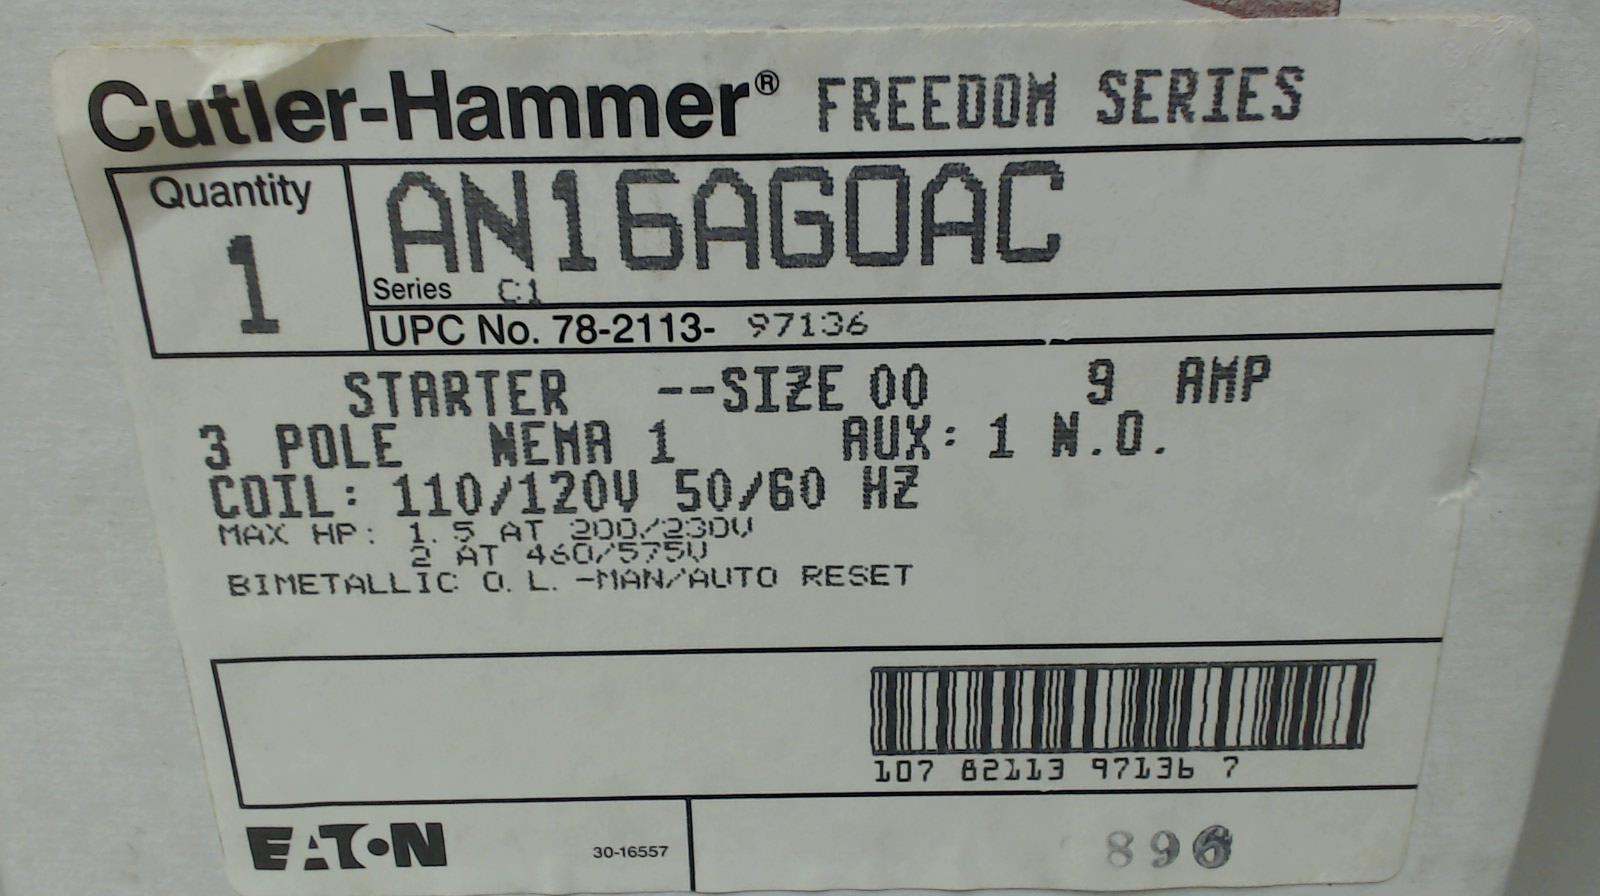 Cutler-Hammer® FREEDOM SERIES
Quantity
1
AN16AG0AC
Series C1
UPC No. 78-2113- 97136
STARTER --SIZE 00 9 AMP
3 POLE NEMA 1 AUX: 1 N.O.
COIL: 110/120V 50/60 HZ
MAX HP: 1.5 AT 200/230V
2 AT 460/575V
BIMETALLIC O.L.-MAN/AUTO RESET
107 82113 97136 7
EATON
30-16557
896